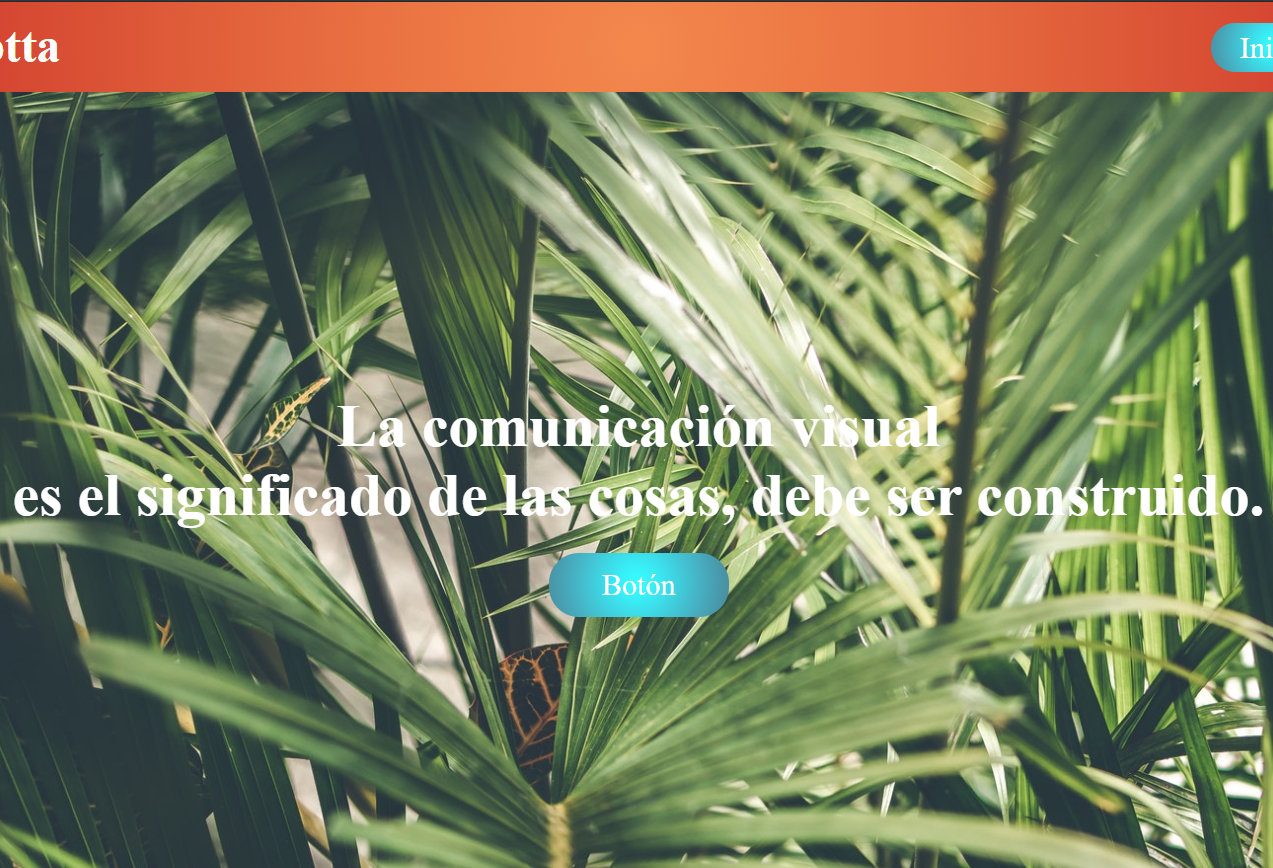 otta
Ini
La comunicación visual
es el significado de las cosas, debe ser construido.
Botón